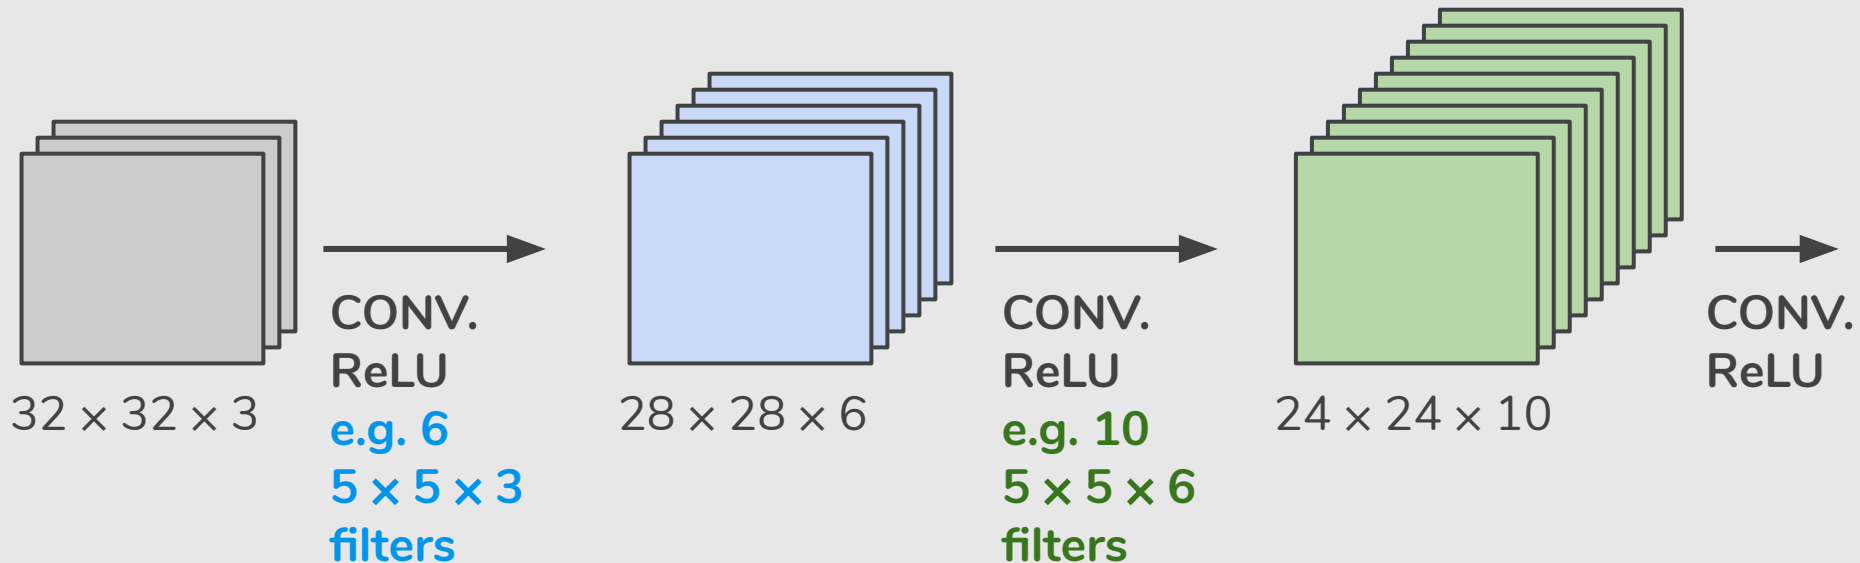 32 × 32 × 3
CONV.
ReLU
e.g. 6
5 × 5 × 3
filters
28 × 28 × 6
CONV.
ReLU
e.g. 10
5 × 5 × 6
filters
24 × 24 × 10
CONV.
ReLU